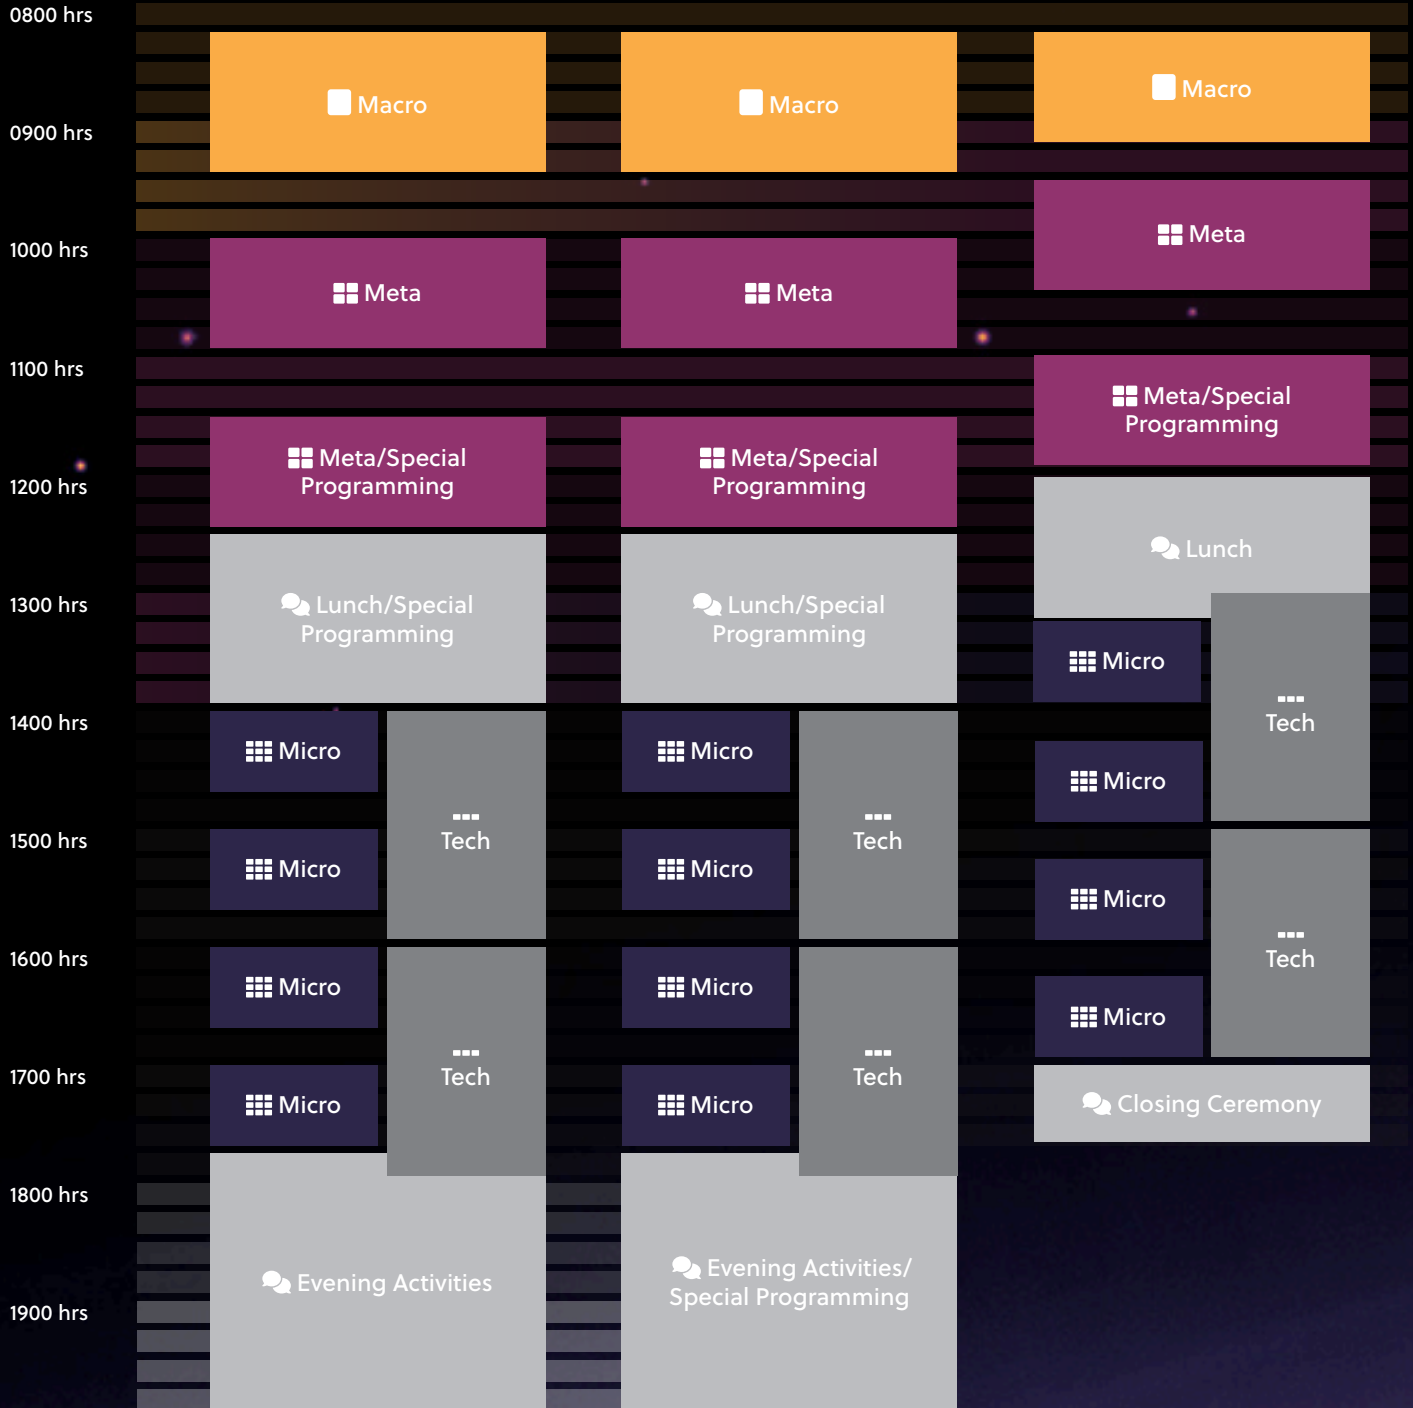 0800 hrs
Macro
Macro
Macro
0900 hrs
Meta
1000 hrs
Meta
Meta
1100 hrs
Meta/Special
Programming
Meta/Special
Programming
Meta/Special
Programming
1200 hrs
Lunch
1300 hrs
Lunch/Special
Programming
Lunch/Special
Programming
Micro
1400 hrs
Micro
Tech
Micro
Tech
Micro
Tech
1500 hrs
Micro
Micro
Micro
1600 hrs
Micro
Tech
Micro
Tech
Micro
Tech
1700 hrs
Micro
Micro
Closing Ceremony
1800 hrs
Evening Activities
Evening Activities/
Special Programming
1900 hrs